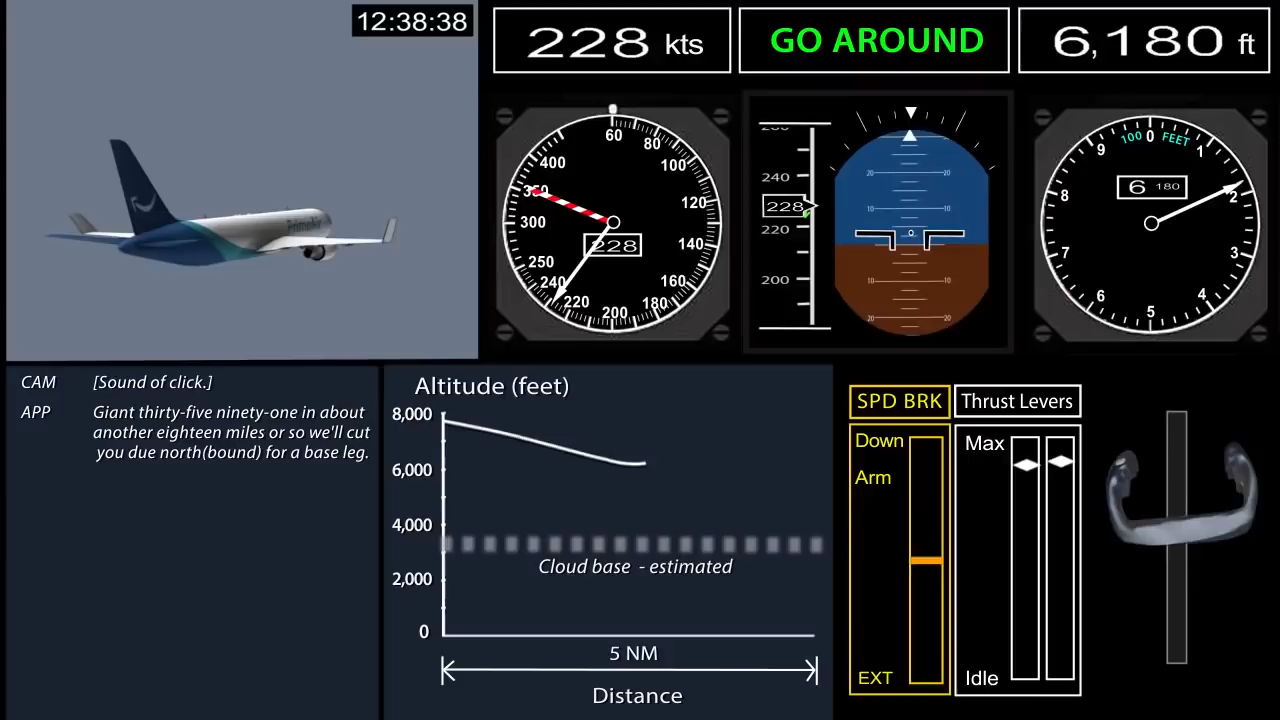 12:38:38
228 kts
GO AROUND
6,180 ft
PrimeAir
60
80
100
120
140
160
180
200
220
240
250
300
350
400
228
240
220
200
228
20
10
10
10
10
20
20
100 0 FEET
1
2
3
4
5
6
7
8
9
6 180
CAM [Sound of click.]
APP Giant thirty-five ninety-one in about
another eighteen miles or so we'll cut
you due north(bound) for a base leg.
Altitude (feet)
8,000
6,000
4,000
2,000
0
Cloud base - estimated
5 NM
Distance
SPD BRK
Down
Arm
EXT
Thrust Levers
Max
Idle